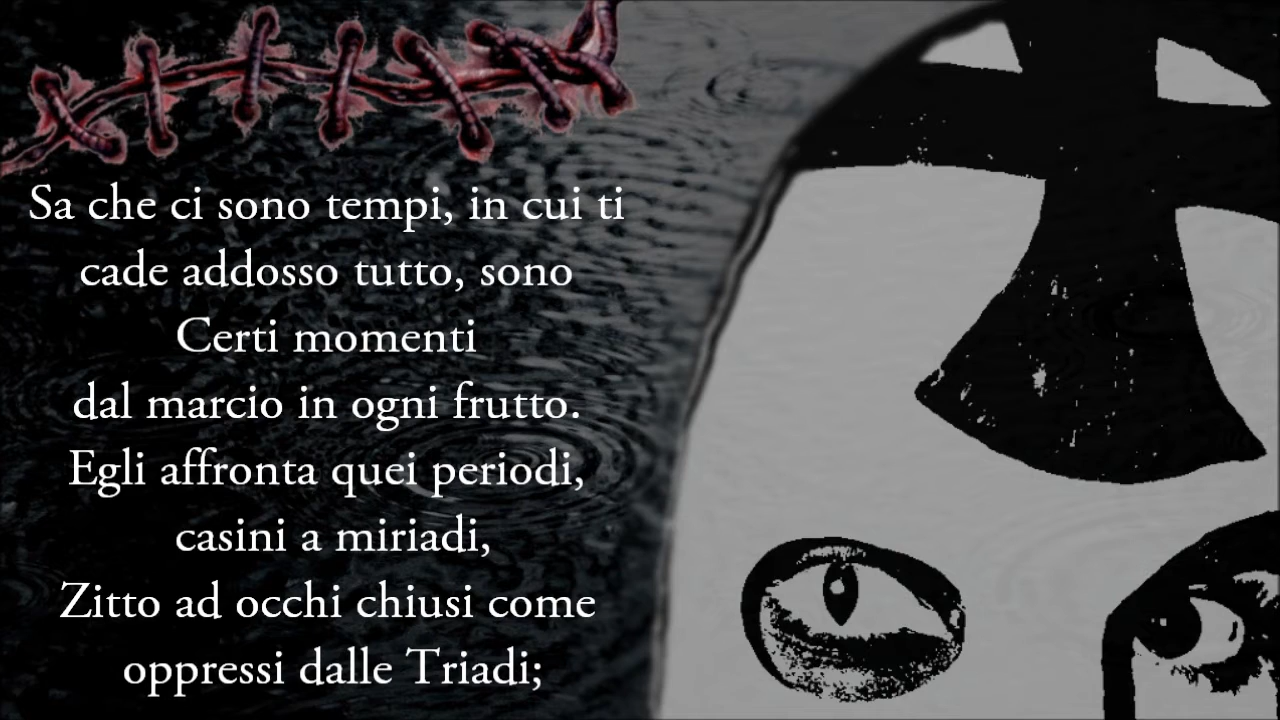 Sa che ci sono tempi, in cui ti
cade addosso tutto, sono
Certi momenti
dal marcio in ogni frutto.
Egli affronta quei periodi,
casini a miriadi,
Zitto ad occhi chiusi come
oppressi dalle Triadi;